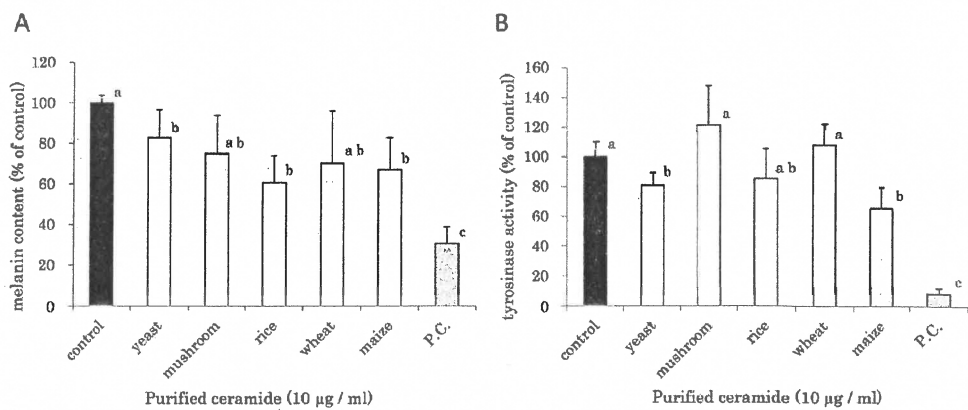 A
melanin content (% of control)
120
100
80
60
40
20
0
a
b
a b
b
a b
b
c
control
yeast
mushroom
rice
wheat
maize
P.C.
Purified ceramide (10 µg / ml)
B
tyrosinase activity (% of control)
160
140
120
100
80
60
40
20
0
a
b
a
a b
a
b
c
control
yeast
mushroom
rice
wheat
maize
P.C.
Purified ceramide (10 µg / ml)